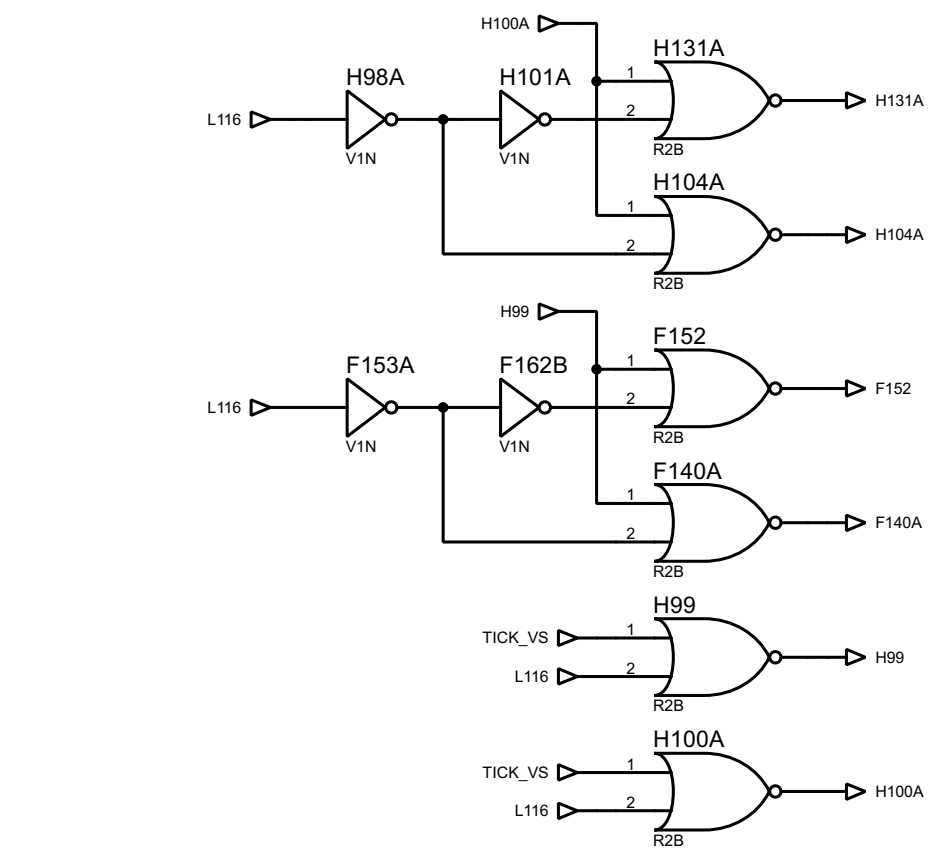 H100A
H131A
1
H98A
H101A
2
H131A
L116
V1N
V1N
R2B
H104A
1
2
H104A
R2B
H99
F152
1
F153A
F162B
2
F152
L116
V1N
V1N
R2B
F140A
1
2
F140A
R2B
H99
TICK_VS
1
L116
2
H99
R2B
H100A
TICK_VS
1
L116
2
H100A
R2B